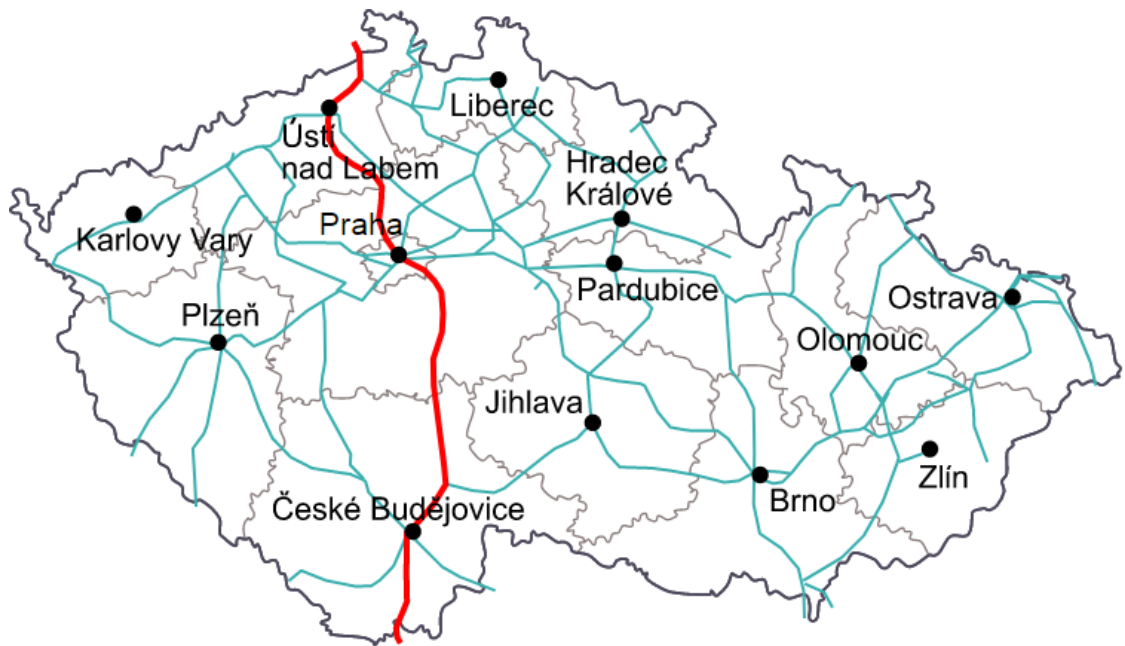 Liberec
Ústí
nad Labem
Hradec
Králové
Praha
Karlovy Vary
Pardubice
Ostrava
Plzeň
Olomouc
Jihlava
Zlín
Brno
České Budějovice